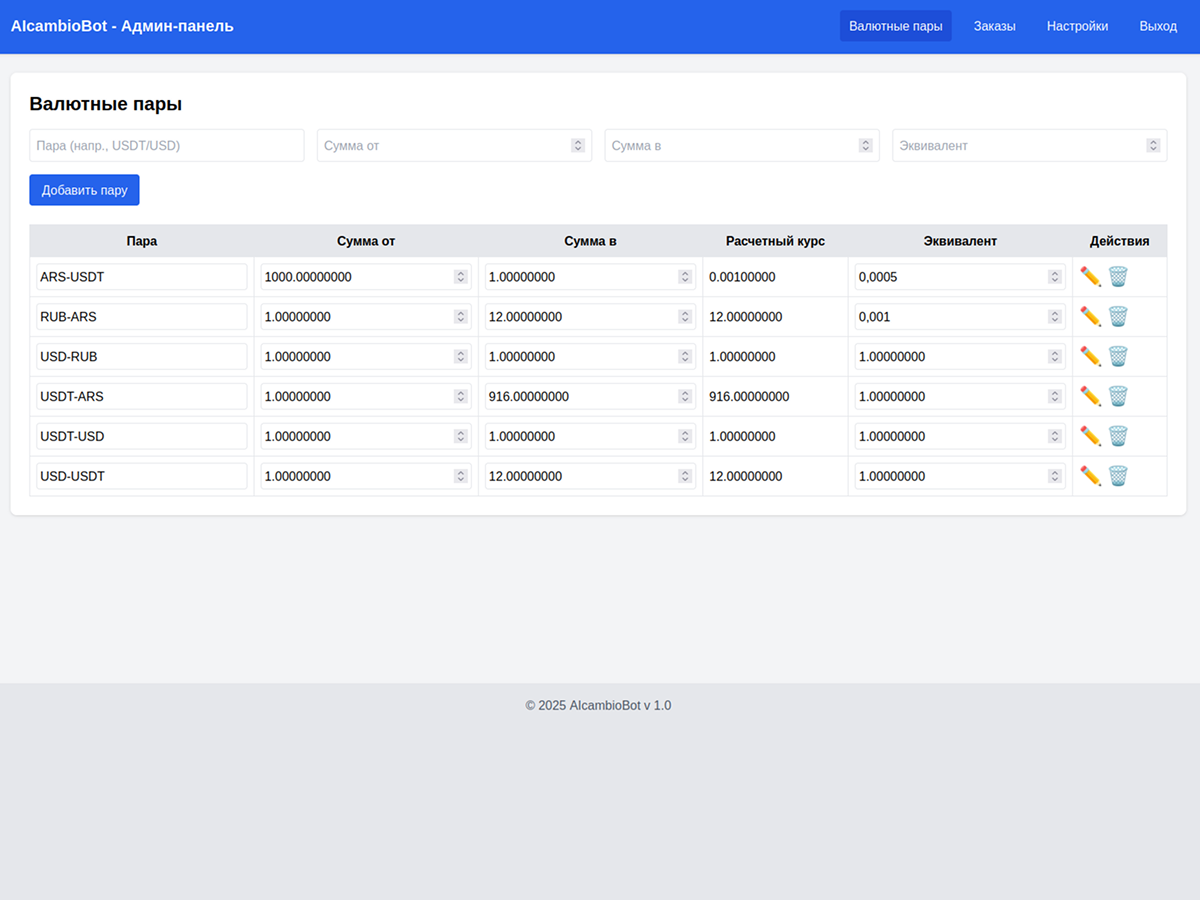 AIcambioBot - Админ-панель Валютные пары Заказы Настройки Выход
Валютные пары
Пара (напр., USDT/USD) Сумма от Сумма в Эквивалент
Добавить пару
Пара Сумма от Сумма в Расчетный курс Эквивалент Действия
ARS-USDT 1000.00000000 1.00000000 0.00100000 0,0005
RUB-ARS 1.00000000 12.00000000 12.00000000 0,001
USD-RUB 1.00000000 1.00000000 1.00000000 1.00000000
USDT-ARS 1.00000000 916.00000000 916.00000000 1.00000000
USDT-USD 1.00000000 1.00000000 1.00000000 1.00000000
USD-USDT 1.00000000 12.00000000 12.00000000 1.00000000
© 2025 AIcambioBot v 1.0